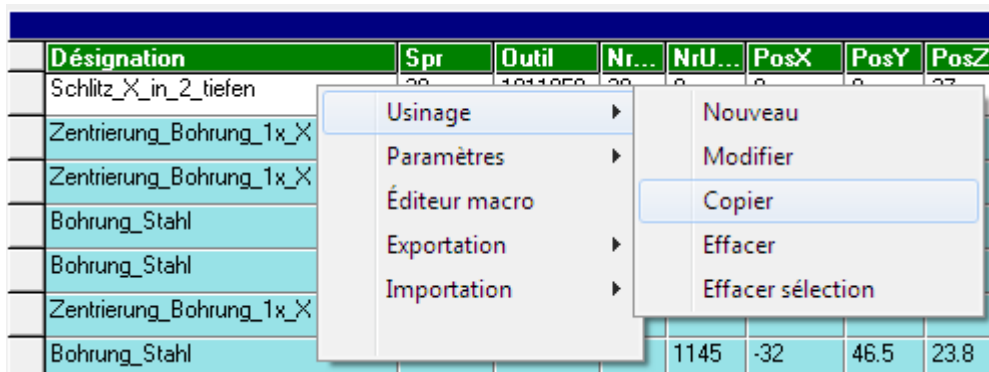 Désignation Spr Outil Nr... NrU... PosX PosY PosZ
Schlitz_X_in_2_tiefen
Usinage
Nouveau
Zentrierung_Bohrung_1x_X
Paramètres
Modifier
Zentrierung_Bohrung_1x_X
Éditeur macro
Copier
Bohrung_Stahl
Exportation
Effacer
Bohrung_Stahl
Importation
Effacer sélection
Zentrierung_Bohrung_1x_X
Bohrung_Stahl 1145 -32 46.5 23.8